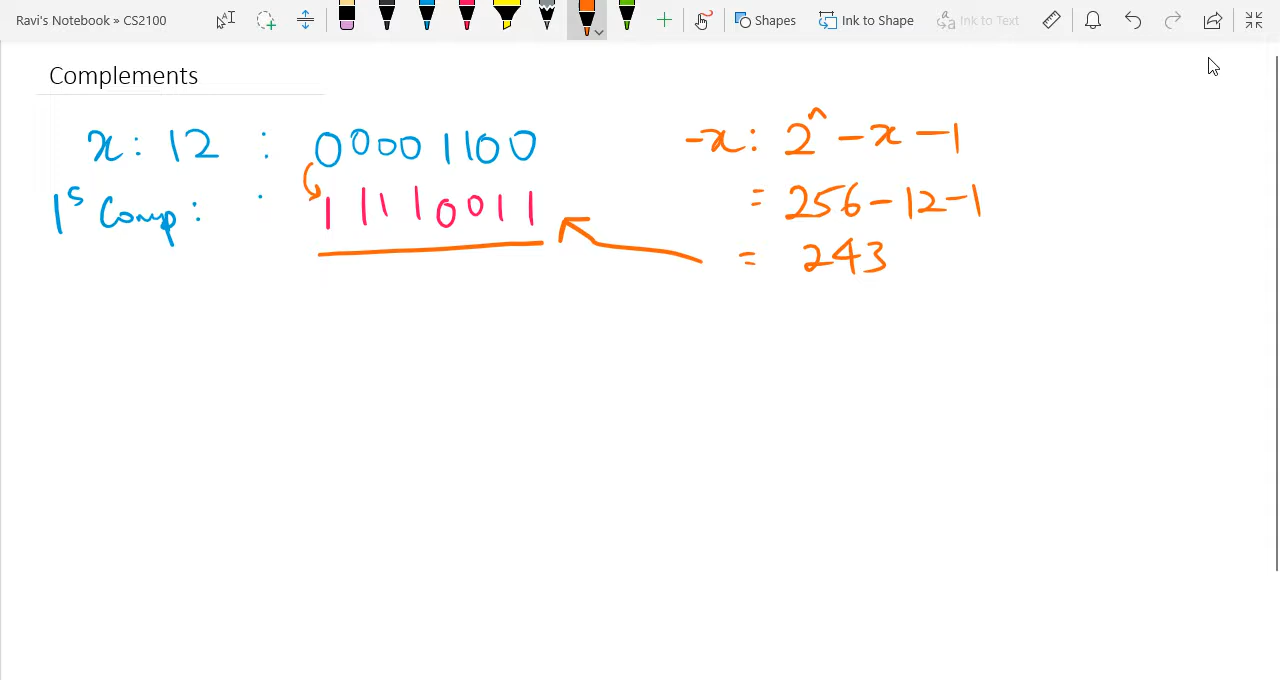 Ravi's Notebook » CS2100
Shapes
Ink to Shape
Ink to Text
Complements
x : 12 : 00001100
1s Comp : : 11110011
-x : 2^n - x - 1
= 256 - 12 - 1
= 243